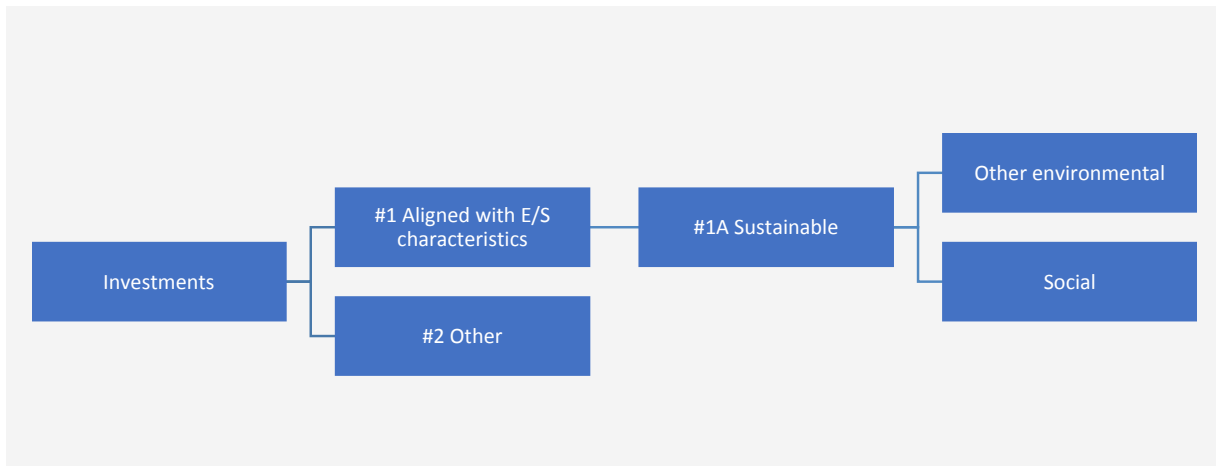 Investments
#1 Aligned with E/S
characteristics
#2 Other
#1A Sustainable
Other environmental
Social